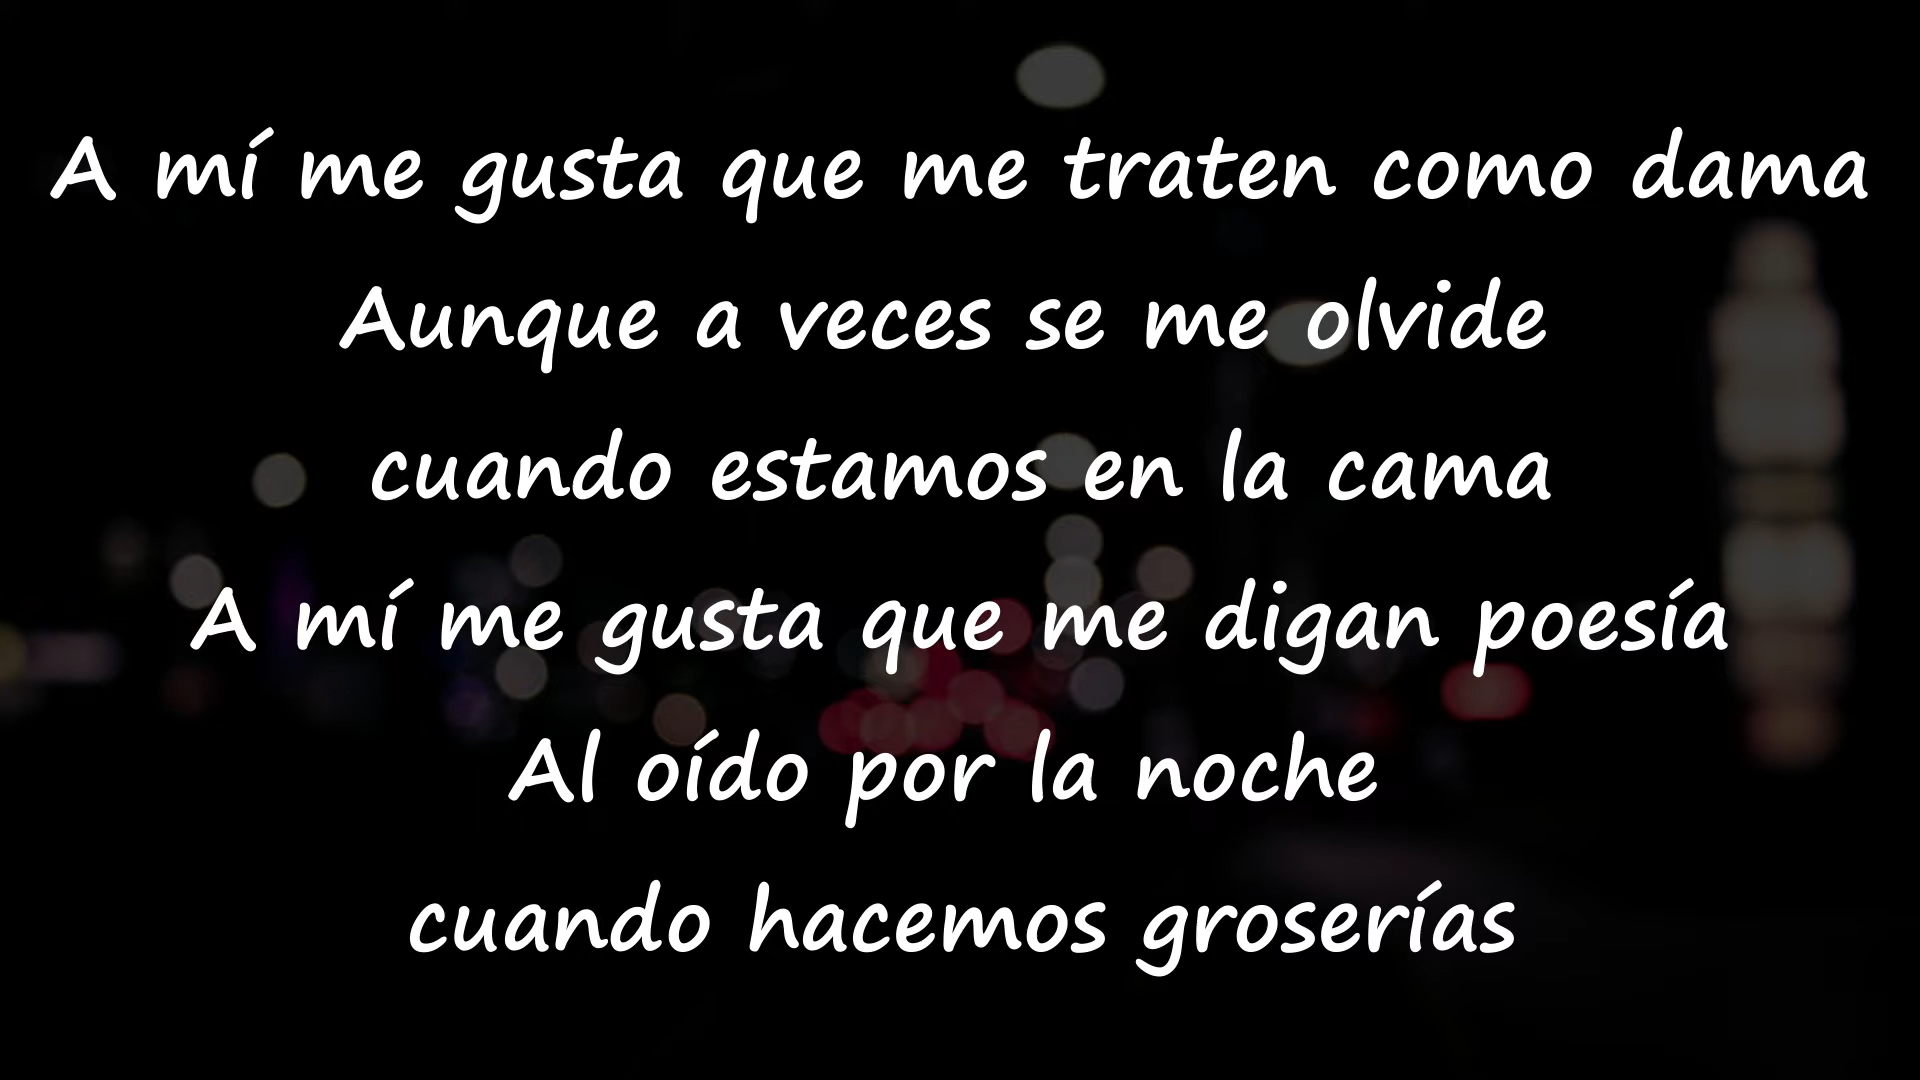 A mí me gusta que me traten como dama
Aunque a veces se me olvide
cuando estamos en la cama
A mí me gusta que me digan poesía
Al oído por la noche
cuando hacemos groserías